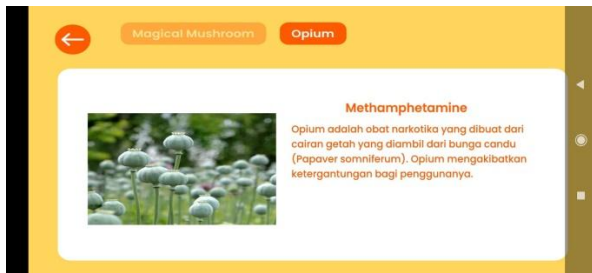 Magical Mushroom
Opium
Methamphetamine
Opium adalah obat narkotika yang dibuat dari
cairan getah yang diambil dari bunga candu
(Papaver somniferum). Opium mengakibatkan
ketergantungan bagi penggunanya.